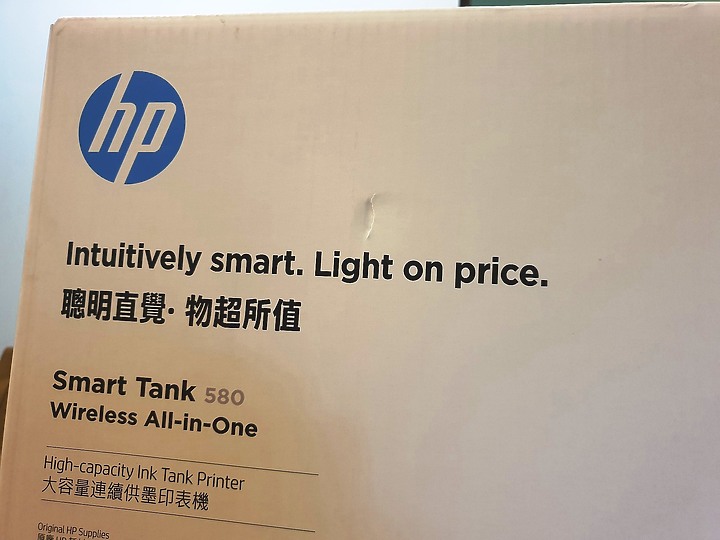 hp
Intuitively smart. Light on price.
聰明直覺· 物超所值
Smart Tank 580
Wireless All-in-One
High-capacity Ink Tank Printer
大容量連續供墨印表機
Original HP Supplies